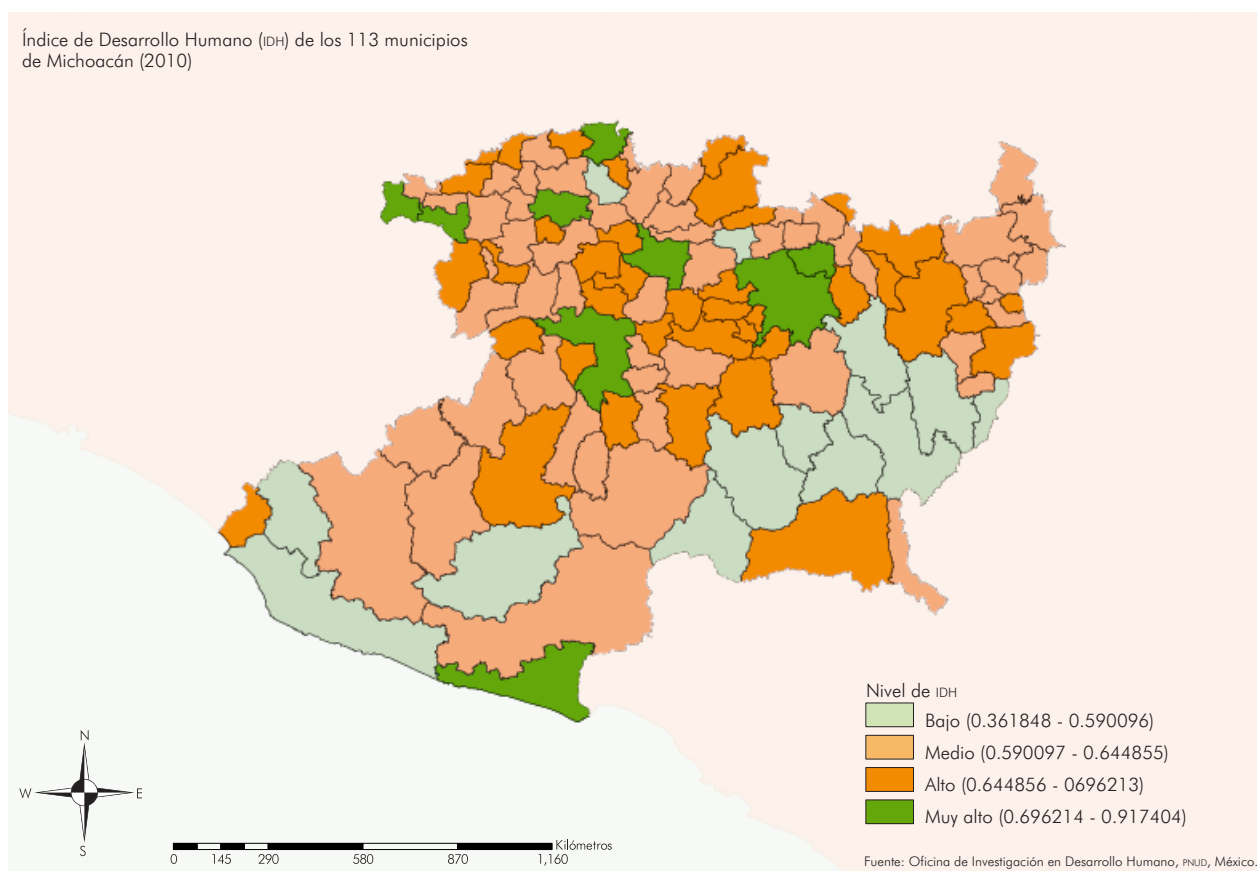 Índice de Desarrollo Humano (IDH) de los 113 municipios
de Michoacán (2010)
Nivel de IDH
Bajo (0.361848 - 0.590096)
Medio (0.590097 - 0.644855)
Alto (0.644856 - 0696213)
Muy alto (0.696214 - 0.917404)
N
W
E
S
Kilómetros
0 145 290 580 870 1,160
Fuente: Oficina de Investigación en Desarrollo Humano, PNUD, México.